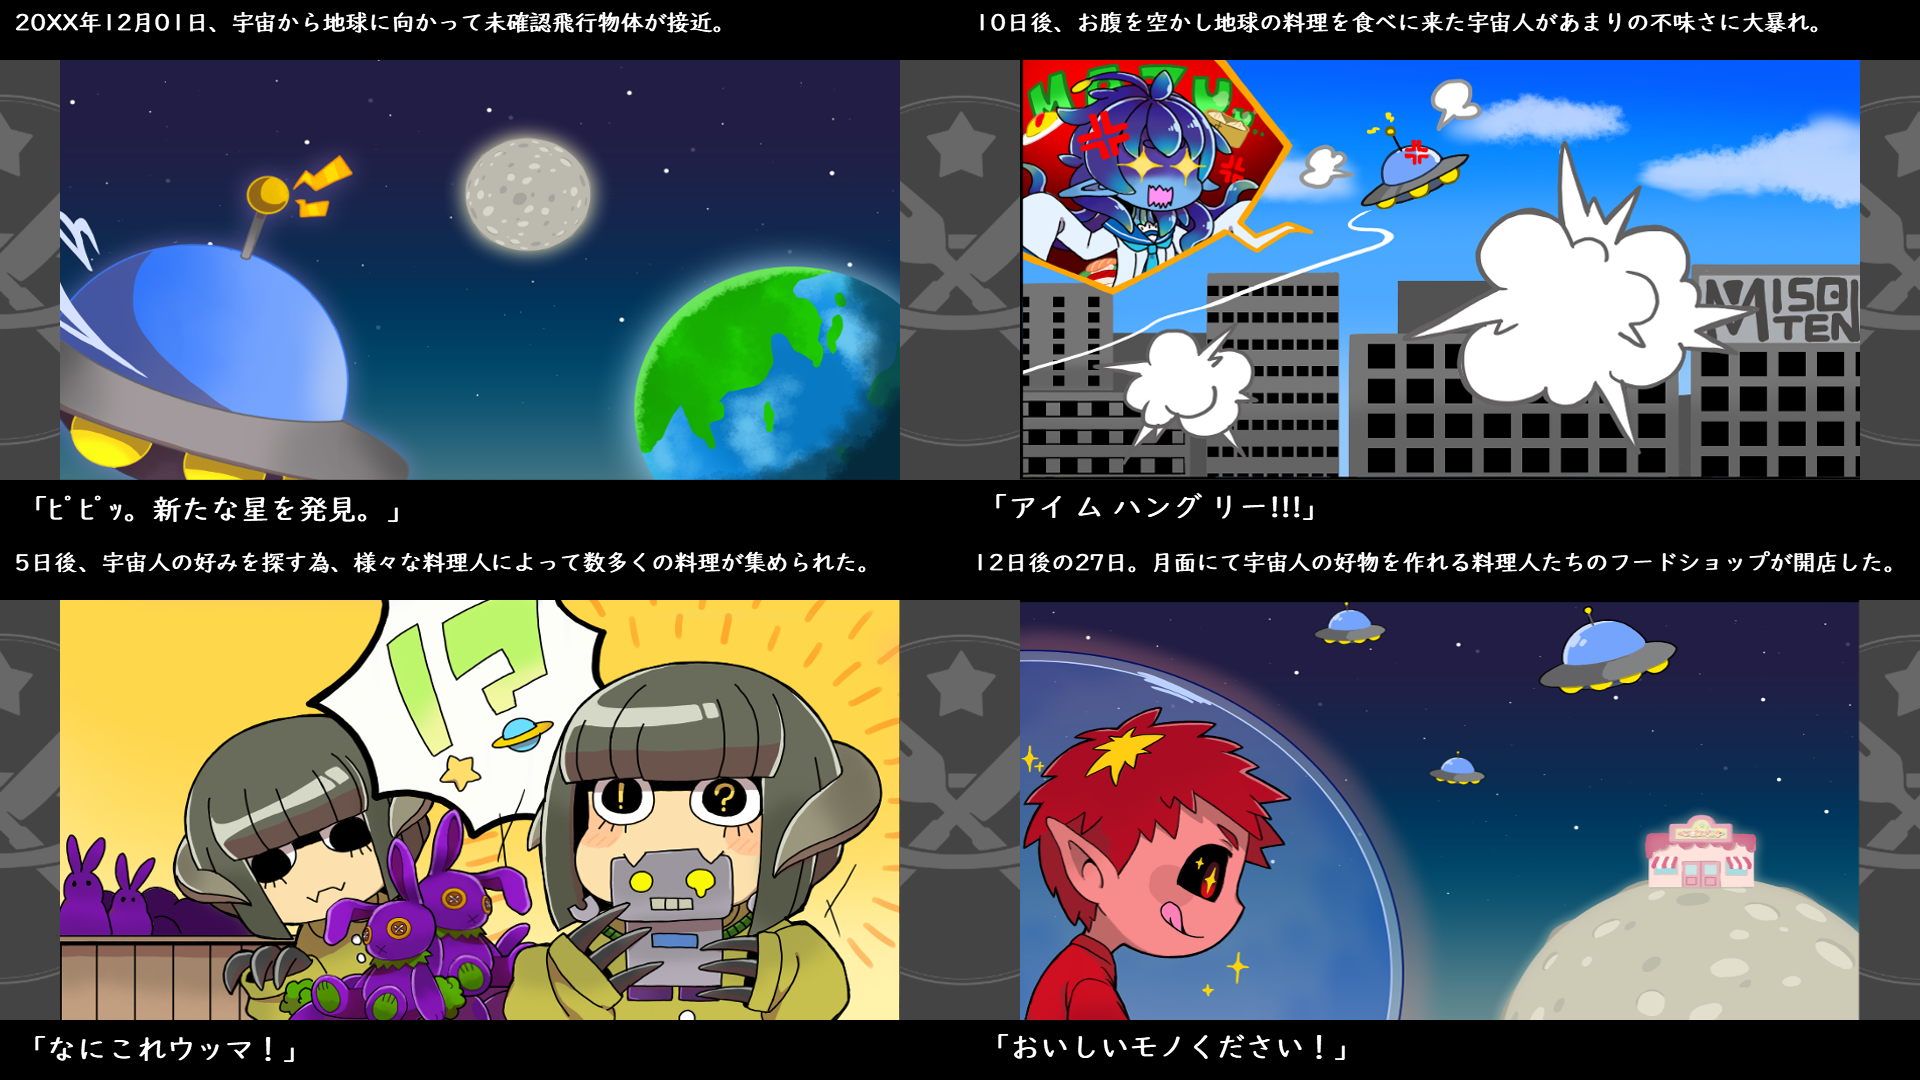 20XX年12月01日、宇宙から地球に向かって未確認飛行物体が接近。
「ピピッ。新たな星を発見。」
10日後、お腹を空かし地球の料理を食べに来た宇宙人があまりの不味さに大暴れ。
MISOI
TEN
「アイ ム ハング リー!!!」
5日後、宇宙人の好みを探す為、様々な料理人によって数多くの料理が集められた。
!?
! ?
「なにこれウッマ！」
12日後の27日。月面にて宇宙人の好物を作れる料理人たちのフードショップが開店した。
「おいしいモノください！」